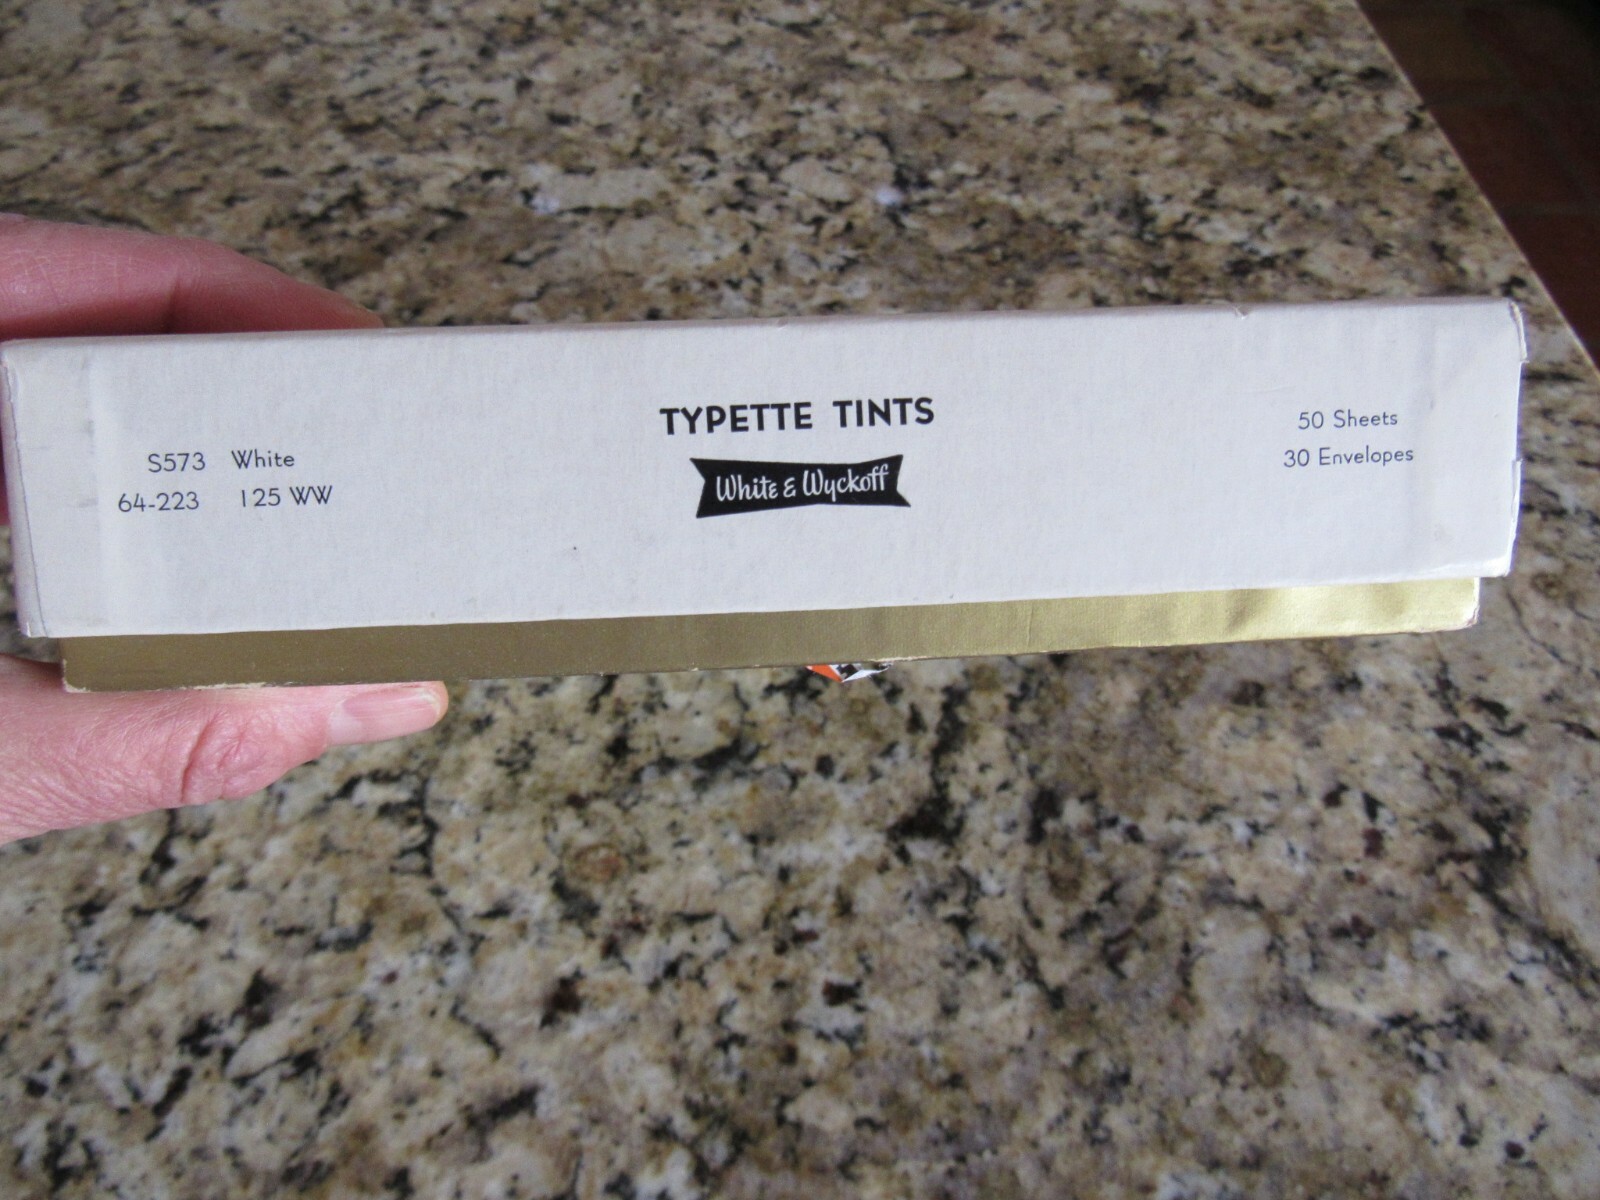 S573 White
64-223 125 WW
TYPETTE TINTS
White & Wyckoff
50 Sheets
30 Envelopes